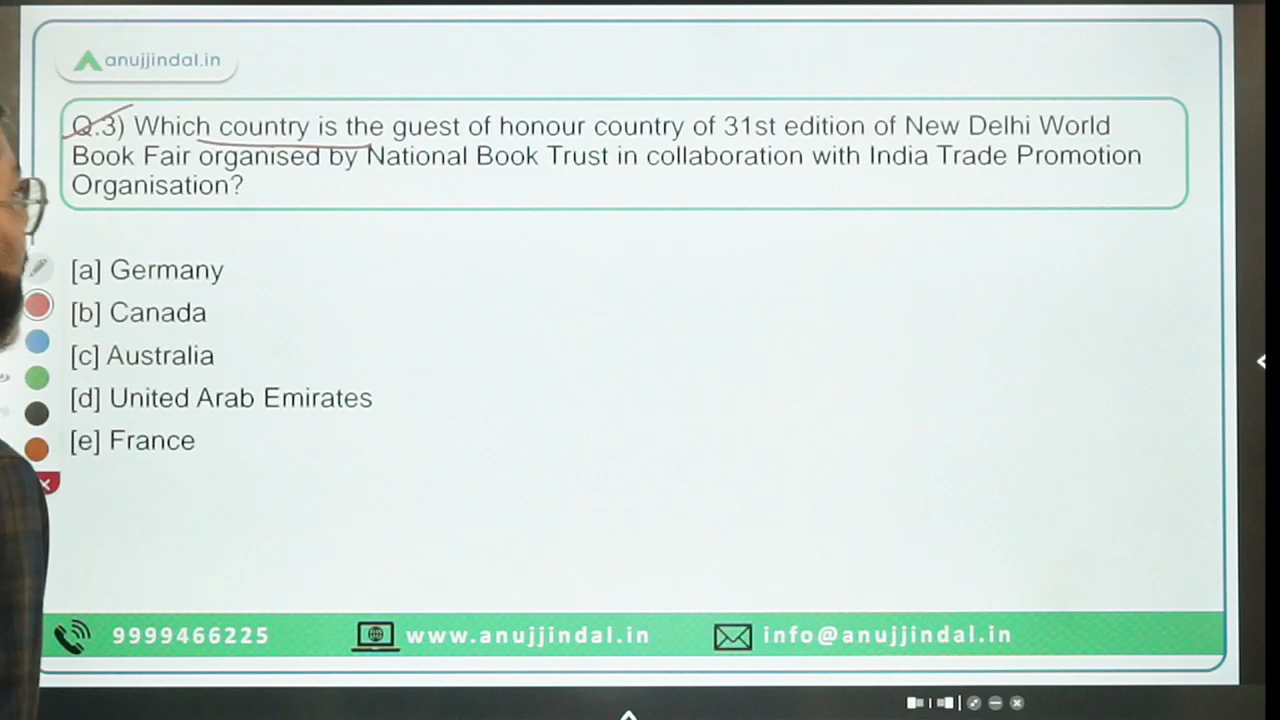 anujjindal.in
Q.3) Which country is the guest of honour country of 31st edition of New Delhi World
Book Fair organised by National Book Trust in collaboration with India Trade Promotion
Organisation?
[a] Germany
[b] Canada
[c] Australia
[d] United Arab Emirates
[e] France
9999466225 www.anujjindal.in info@anujjindal.in